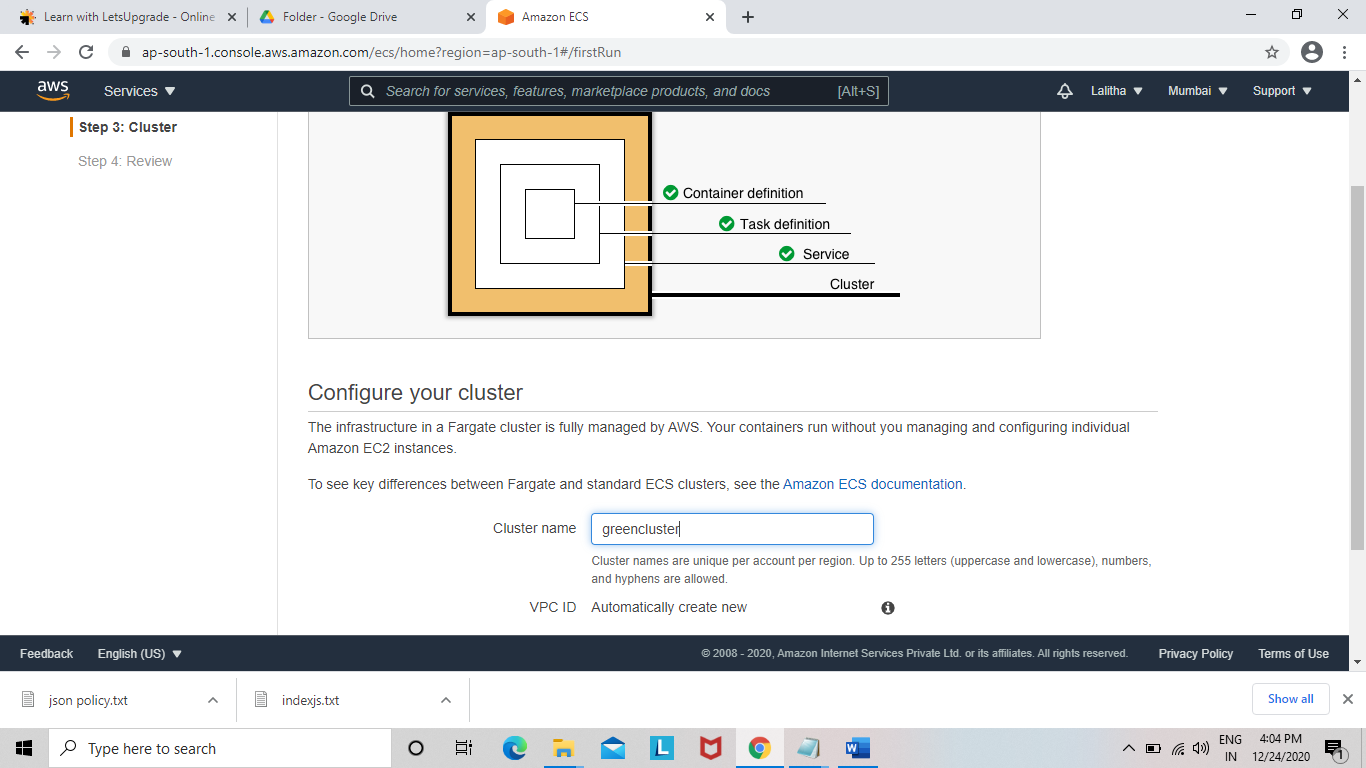 Learn with LetsUpgrade - Online
Folder - Google Drive
Amazon ECS
ap-south-1.console.aws.amazon.com/ecs/home?region=ap-south-1#/firstRun
aws
Services
Search for services, features, marketplace products, and docs
[Alt+S]
Lalitha
Mumbai
Support
Step 3: Cluster
Step 4: Review
Container definition
Task definition
Service
Cluster
Configure your cluster
The infrastructure in a Fargate cluster is fully managed by AWS. Your containers run without you managing and configuring individual
Amazon EC2 instances.
To see key differences between Fargate and standard ECS clusters, see the Amazon ECS documentation.
Cluster name
greencluster
Cluster names are unique per account per region. Up to 255 letters (uppercase and lowercase), numbers,
and hyphens are allowed.
VPC ID
Automatically create new
Feedback
English (US)
© 2008 - 2020, Amazon Internet Services Private Ltd. or its affiliates. All rights reserved.
Privacy Policy
Terms of Use
json policy.txt
indexjs.txt
Show all
Type here to search
L
W
ENG
IN
4:04 PM
12/24/2020
1